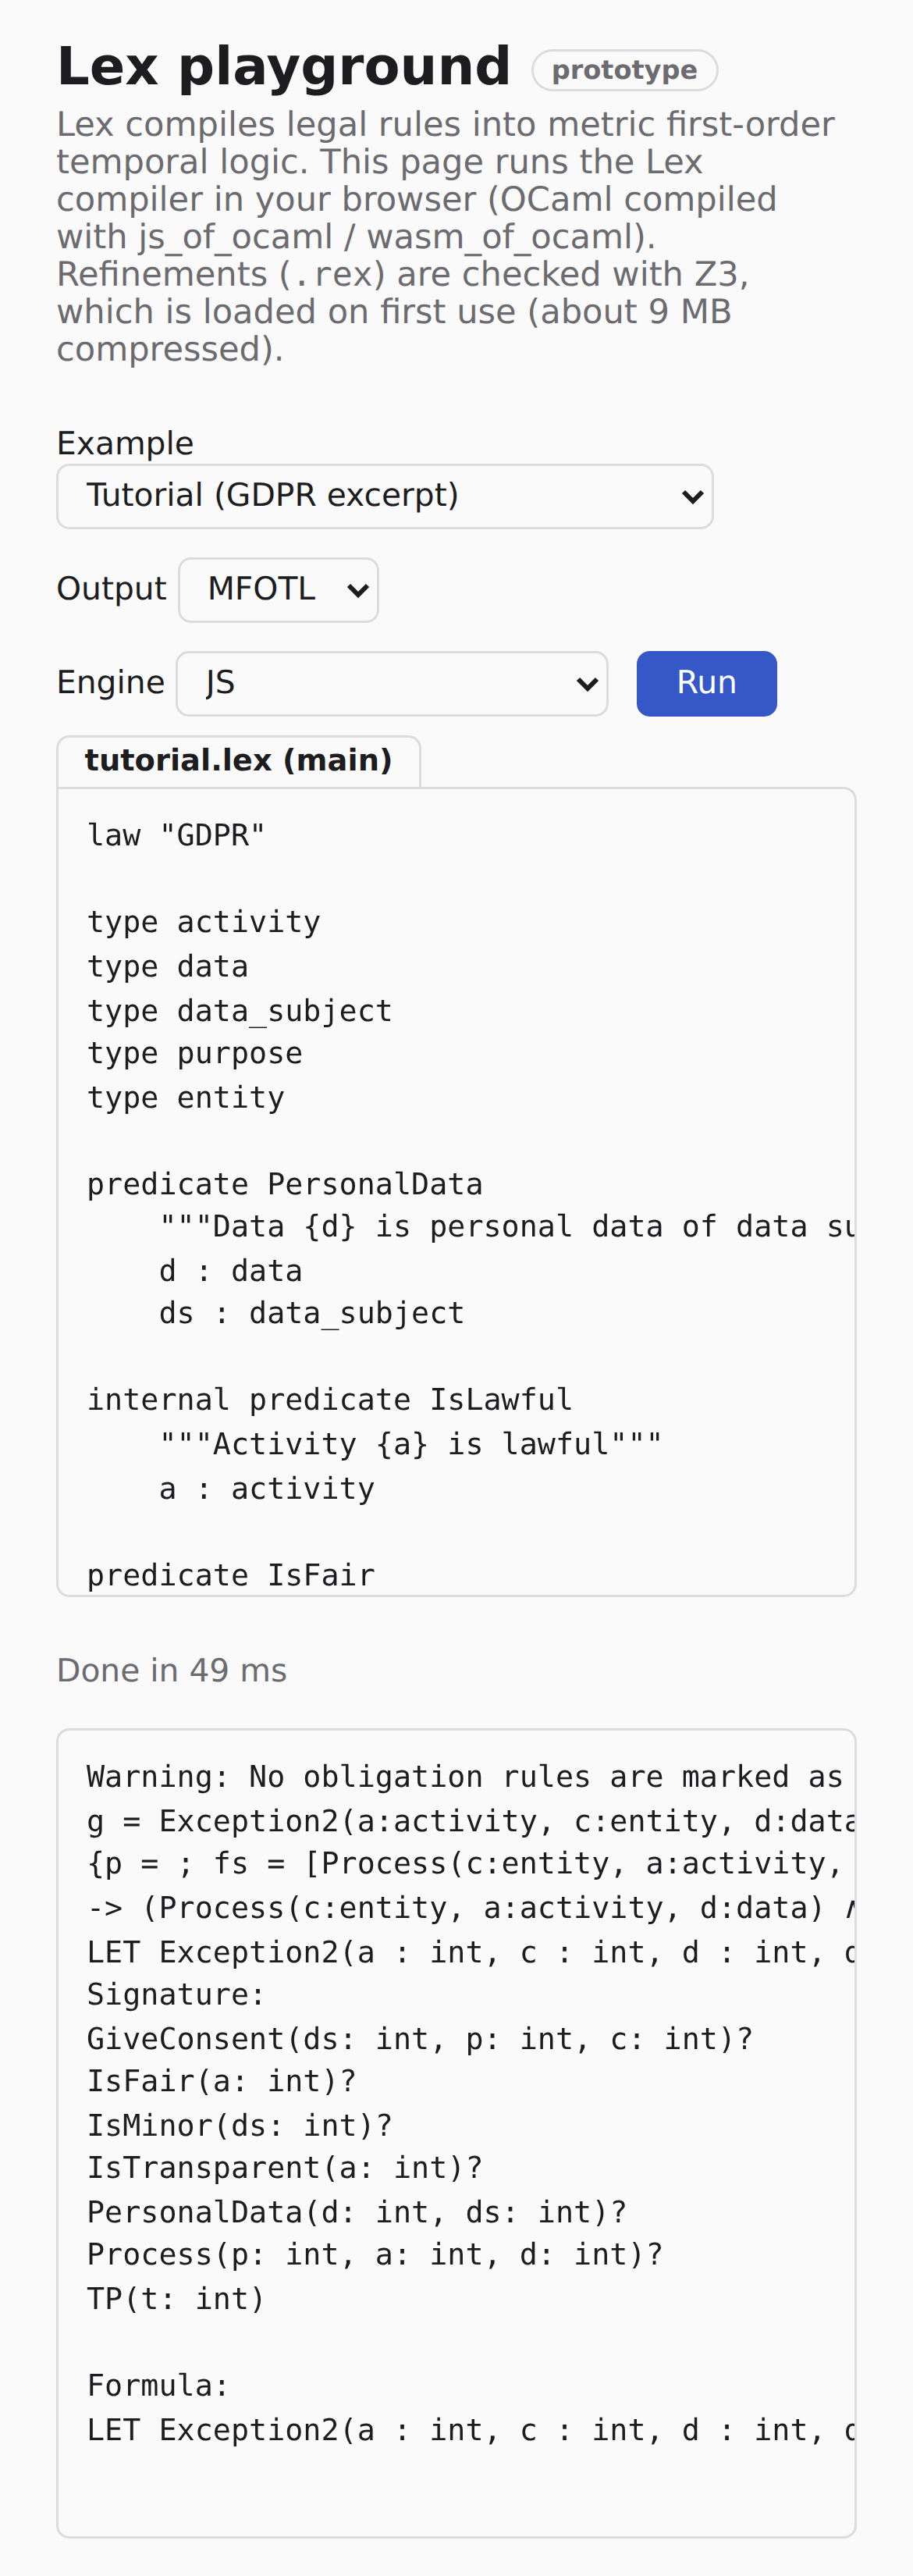 Lex playground prototype
Lex compiles legal rules into metric first-order
temporal logic. This page runs the Lex
compiler in your browser (OCaml compiled
with js_of_ocaml / wasm_of_ocaml).
Refinements (.rex) are checked with Z3,
which is loaded on first use (about 9 MB
compressed).
Example
Tutorial (GDPR excerpt)
Output MFOTL
Engine JS Run
tutorial.lex (main)
law "GDPR"
type activity
type data
type data_subject
type purpose
type entity
predicate PersonalData
"""Data {d} is personal data of data su
d : data
ds : data_subject
internal predicate IsLawful
"""Activity {a} is lawful"""
a : activity
predicate IsFair
Done in 49 ms
Warning: No obligation rules are marked as
g = Exception2(a:activity, c:entity, d:data
{p = ; fs = [Process(c:entity, a:activity,
-> (Process(c:entity, a:activity, d:data)
LET Exception2(a : int, c : int, d : int,
Signature:
GiveConsent(ds: int, p: int, c: int)?
IsFair(a: int)?
IsMinor(ds: int)?
IsTransparent(a: int)?
PersonalData(d: int, ds: int)?
Process(p: int, a: int, d: int)?
TP(t: int)
Formula:
LET Exception2(a : int, c : int, d : int,